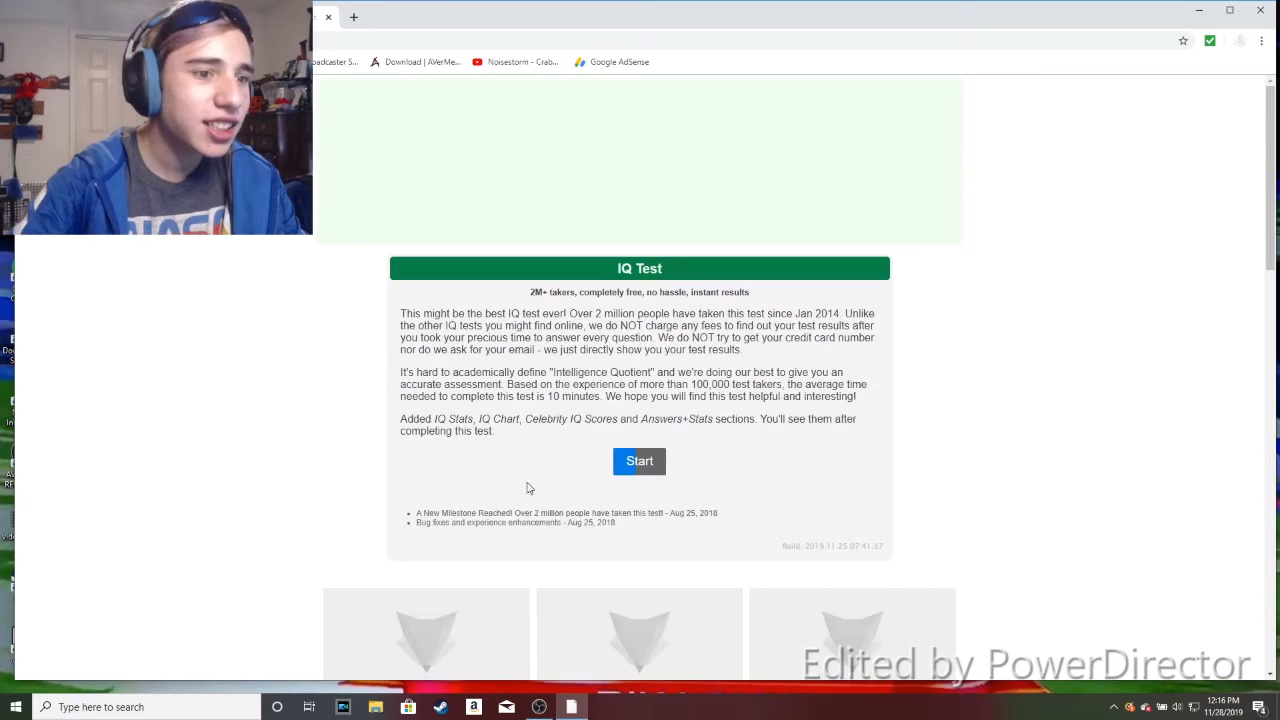 oadcaster S...
Download | AVerMe...
Noisestorm - Crab...
Google AdSense
NASA
IQ Test
2M+ takers, completely free, no hassle, instant results
This might be the best IQ test ever! Over 2 million people have taken this test since Jan 2014. Unlike
the other IQ tests you might find online, we do NOT charge any fees to find out your test results after
you took your precious time to answer every question. We do NOT try to get your credit card number
nor do we ask for your email - we just directly show you your test results.
It's hard to academically define "Intelligence Quotient" and we're doing our best to give you an
accurate assessment. Based on the experience of more than 100,000 test takers, the average time
needed to complete this test is 10 minutes. We hope you will find this test helpful and interesting!
Added IQ Stats, IQ Chart, Celebrity IQ Scores and Answers+Stats sections. You'll see them after
completing this test.
Start
A New Milestone Reached! Over 2 million people have taken this test! - Aug 25, 2018
Bug fixes and experience enhancements - Aug 25, 2018
Build: 2019.11.25 07:41:37
Edited by PowerDirector
Type here to search
12:16 PM
11/28/2019
4